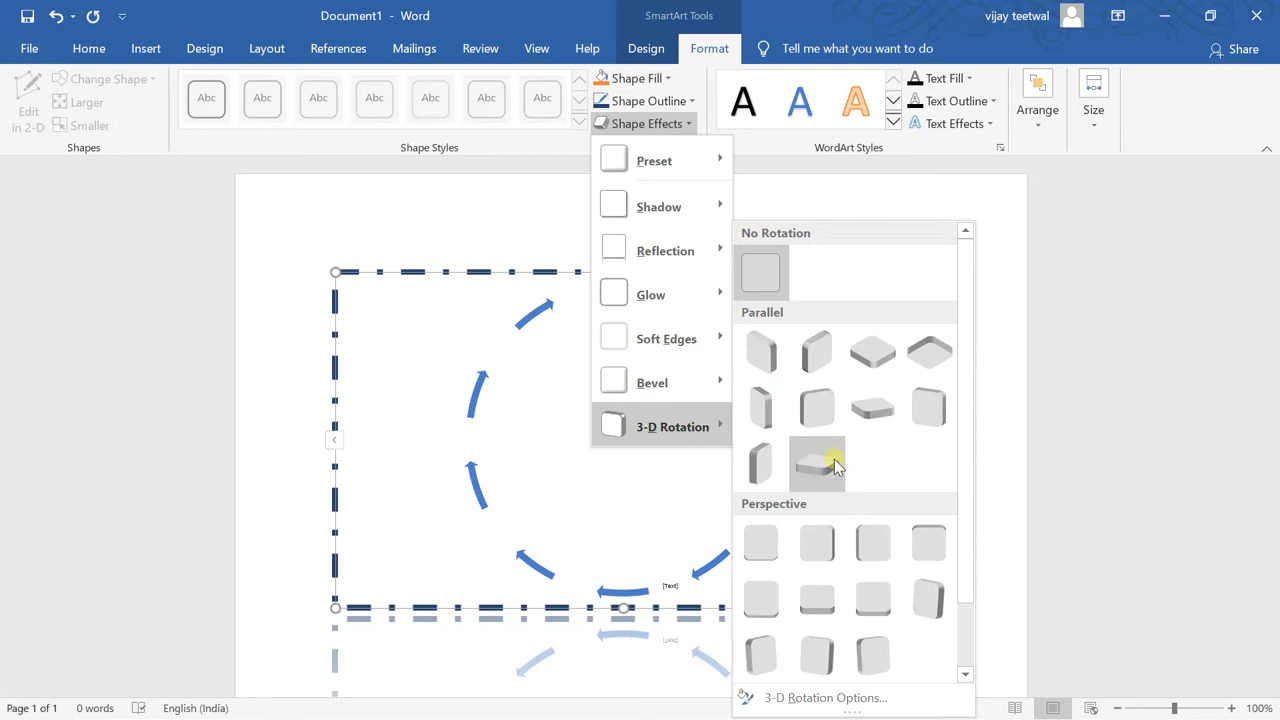 Document1 - Word
SmartArt Tools
vijay teetwal
File
Home
Insert
Design
Layout
References
Mailings
Review
View
Help
Design
Format
Tell me what you want to do
Share
Edit
in 2-D
Change Shape
Larger
Smaller
Shapes
Abc
Abc
Abc
Abc
Abc
Abc
Abc
Shape Styles
Shape Fill
Shape Outline
Shape Effects
A
A
A
WordArt Styles
Text Fill
Text Outline
Text Effects
Arrange
Size
Preset
Shadow
Reflection
Glow
Soft Edges
Bevel
3-D Rotation
No Rotation
Parallel
Perspective
3-D Rotation Options...
[Text]
[Text]
Page 1 of 1
0 words
English (India)
100%